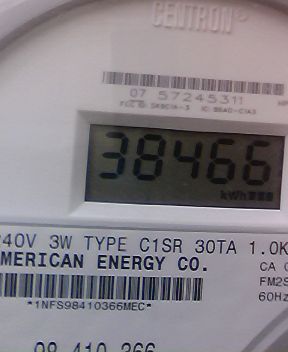 CENTRON®
07 57245311
38466
kWh
240V 3W TYPE C1SR 30TA 1.0K
MERICAN ENERGY CO.
CA
FM2S
60Hz
*1NFS98410366MEC*
98 410 366